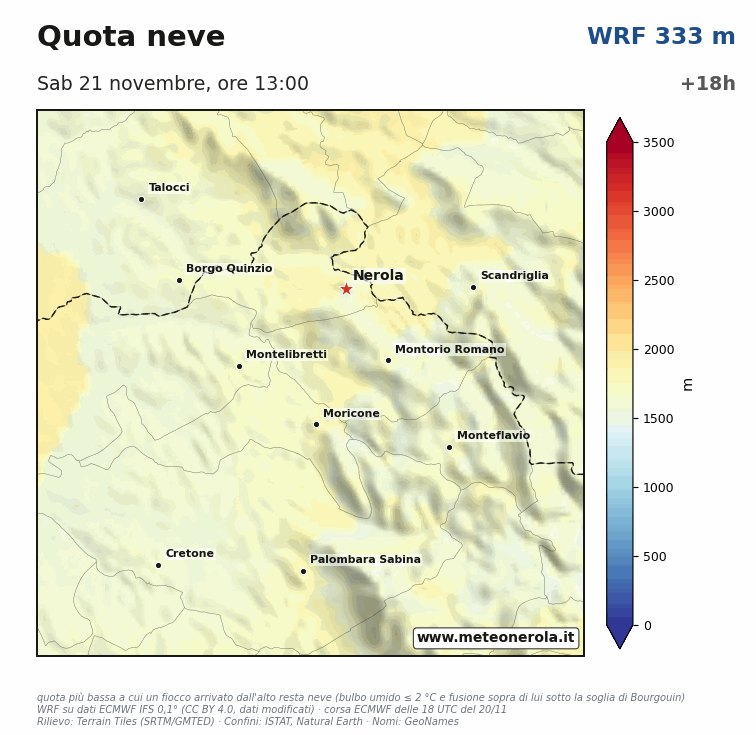 Quota neve
WRF 333 m
Sab 21 novembre, ore 13:00
+18h
Talocci
Borgo Quinzio
Nerola
Scandriglia
Montelibretti
Montorio Romano
Moricone
Monteflavio
Cretone
Palombara Sabina
www.meteonerola.it
3500
3000
2500
2000
1500
1000
500
0
m
quota più bassa a cui un fiocco arrivato dall'alto resta neve (bulbo umido ≤ 2 °C e fusione sopra di lui sotto la soglia di Bourgouin)
WRF su dati ECMWF IFS 0,1° (CC BY 4.0, dati modificati) · corsa ECMWF delle 18 UTC del 20/11
Rilievo: Terrain Tiles (SRTM/GMTED) · Confini: ISTAT, Natural Earth · Nomi: GeoNames